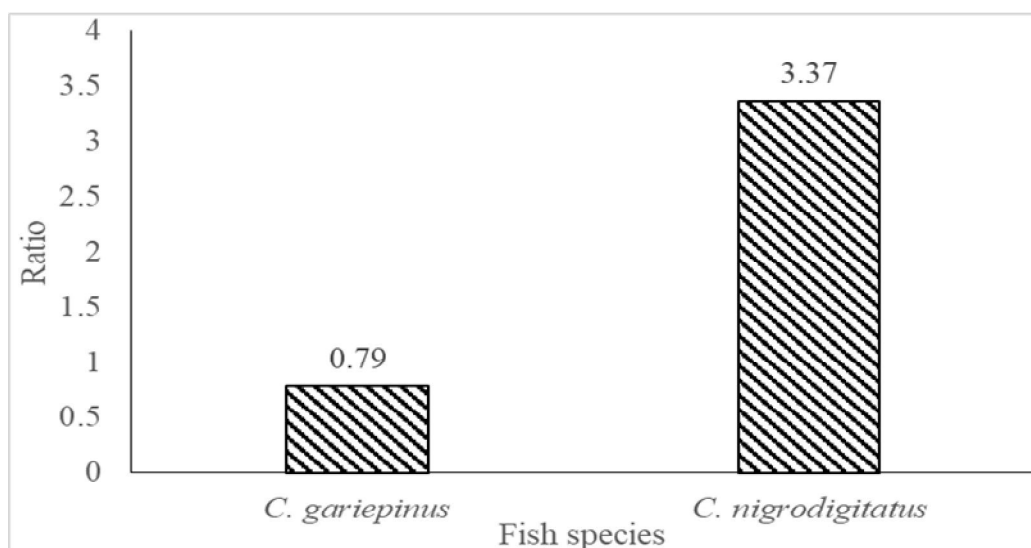 4
3.5
3
2.5
2
1.5
1
0.5
0
Ratio
0.79
3.37
C. gariepinus
C. nigrodigitatus
Fish species